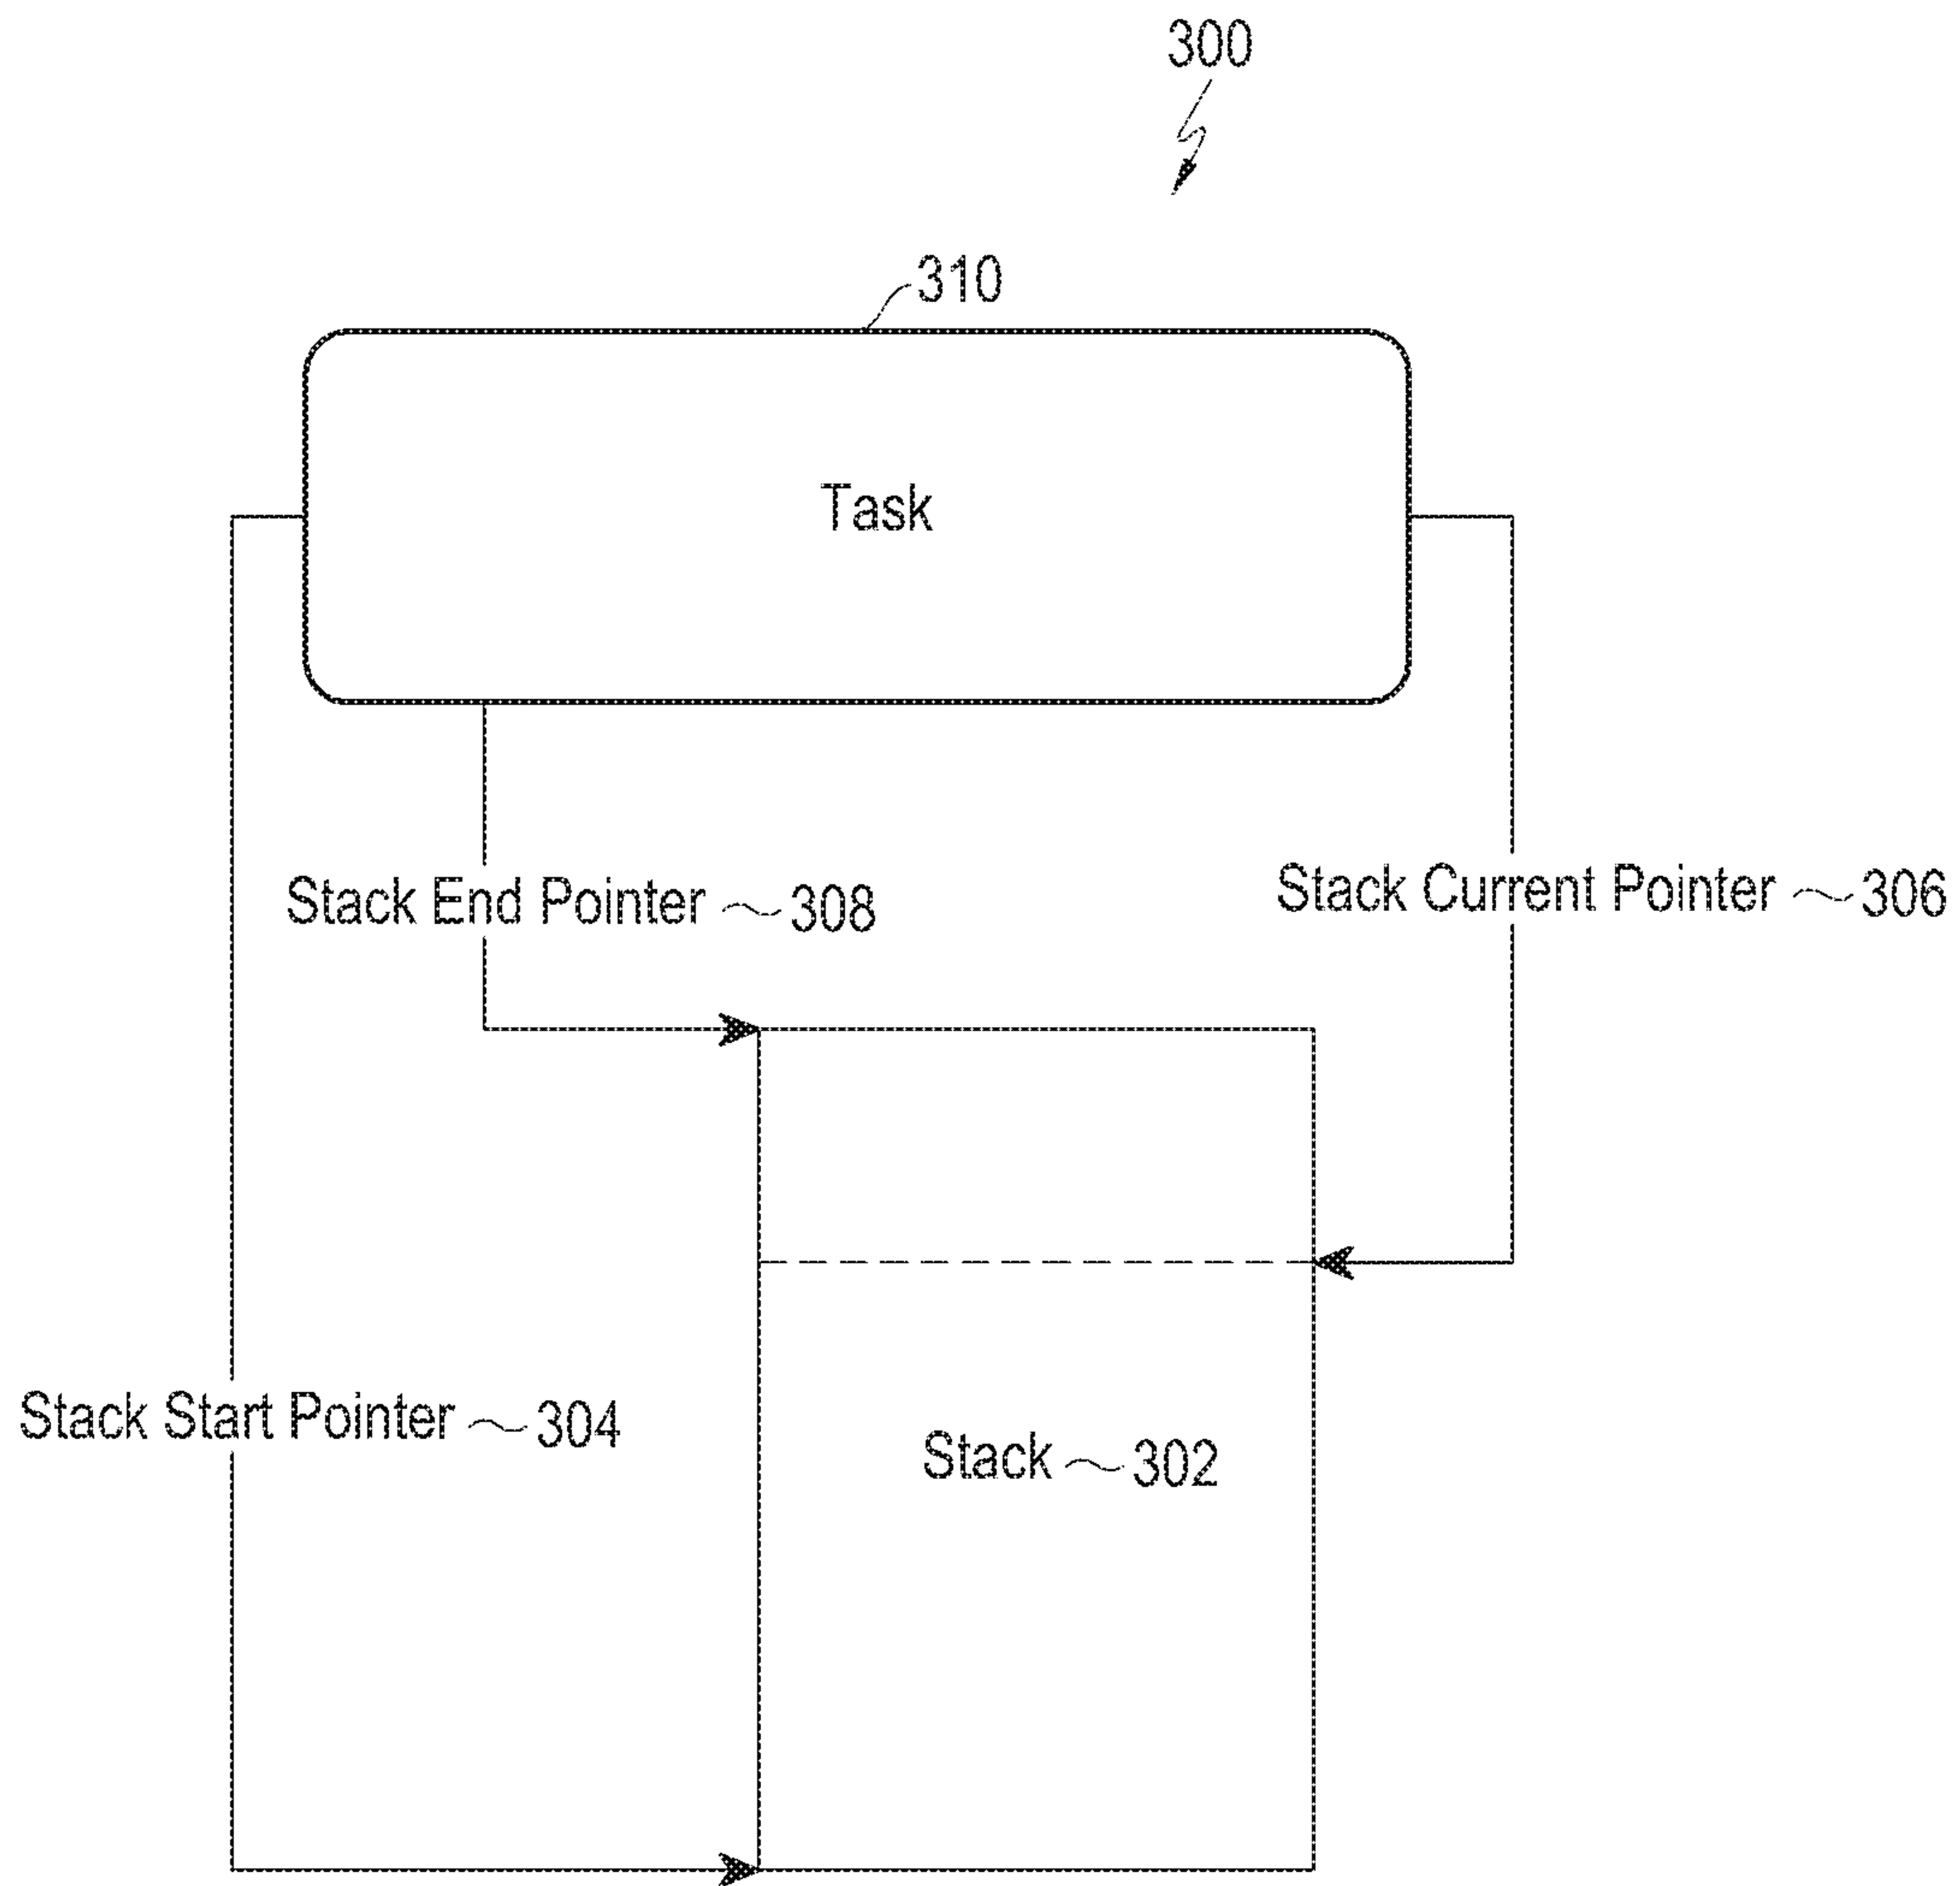 300
310
Task
Stack End Pointer 308
Stack Current Pointer 306
Stack Start Pointer 304
Stack 302